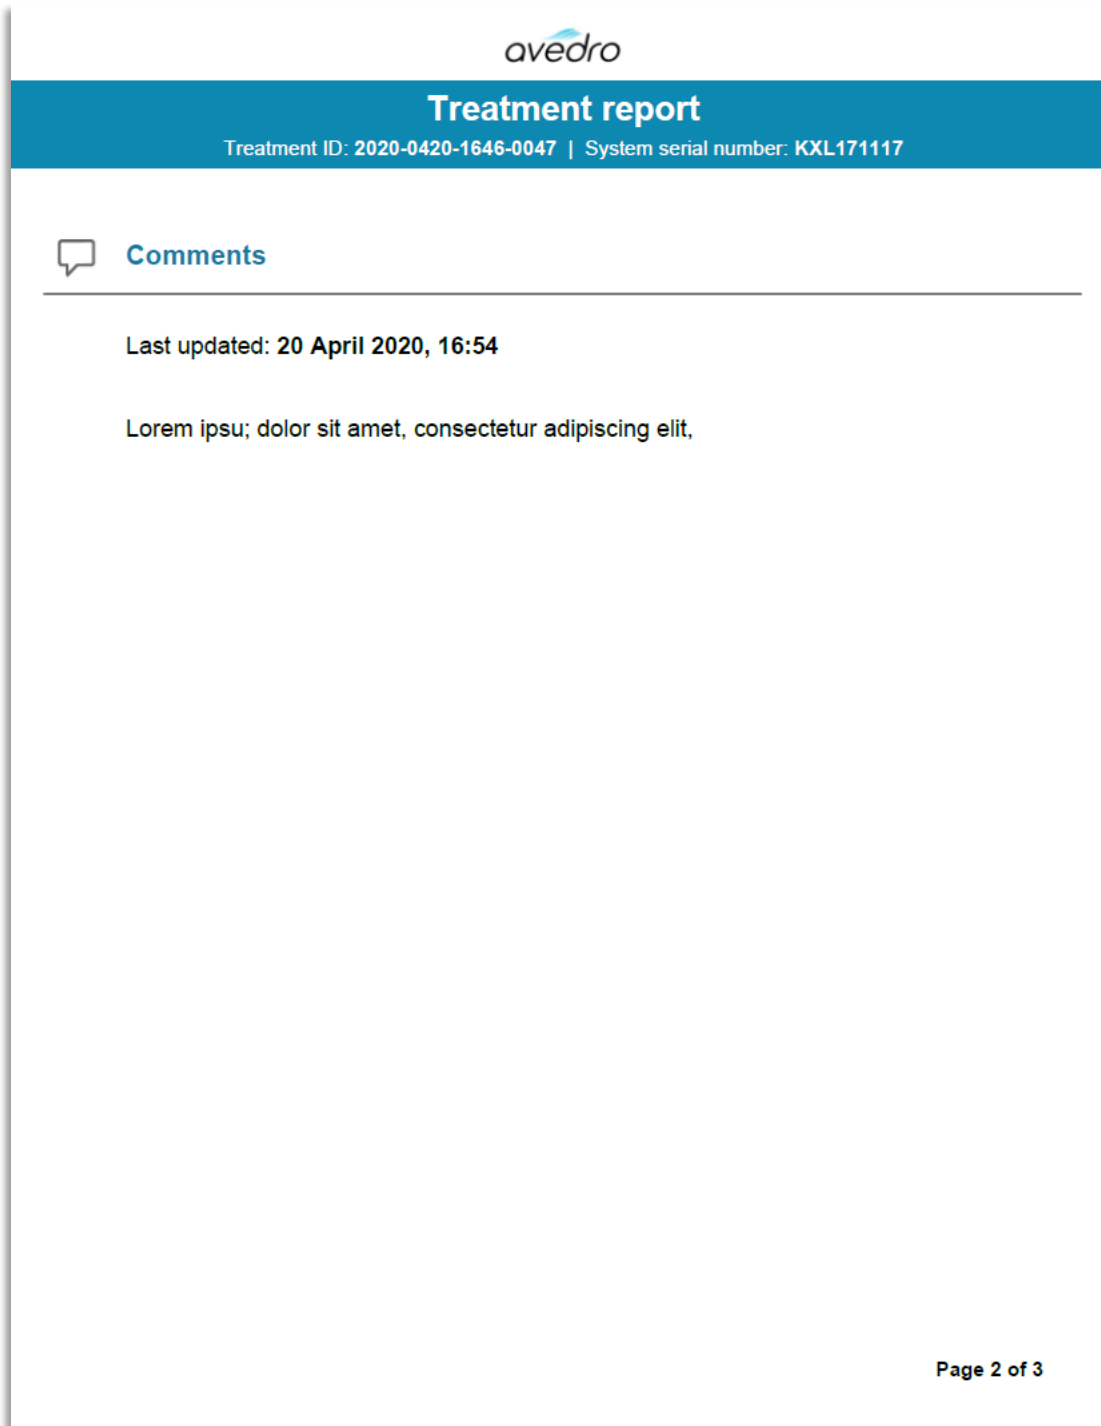 avedro
Treatment report
Treatment ID: 2020-0420-1646-0047 | System serial number: KXL171117
Comments
Last updated: 20 April 2020, 16:54
Lorem ipsu; dolor sit amet, consectetur adipiscing elit,
Page 2 of 3